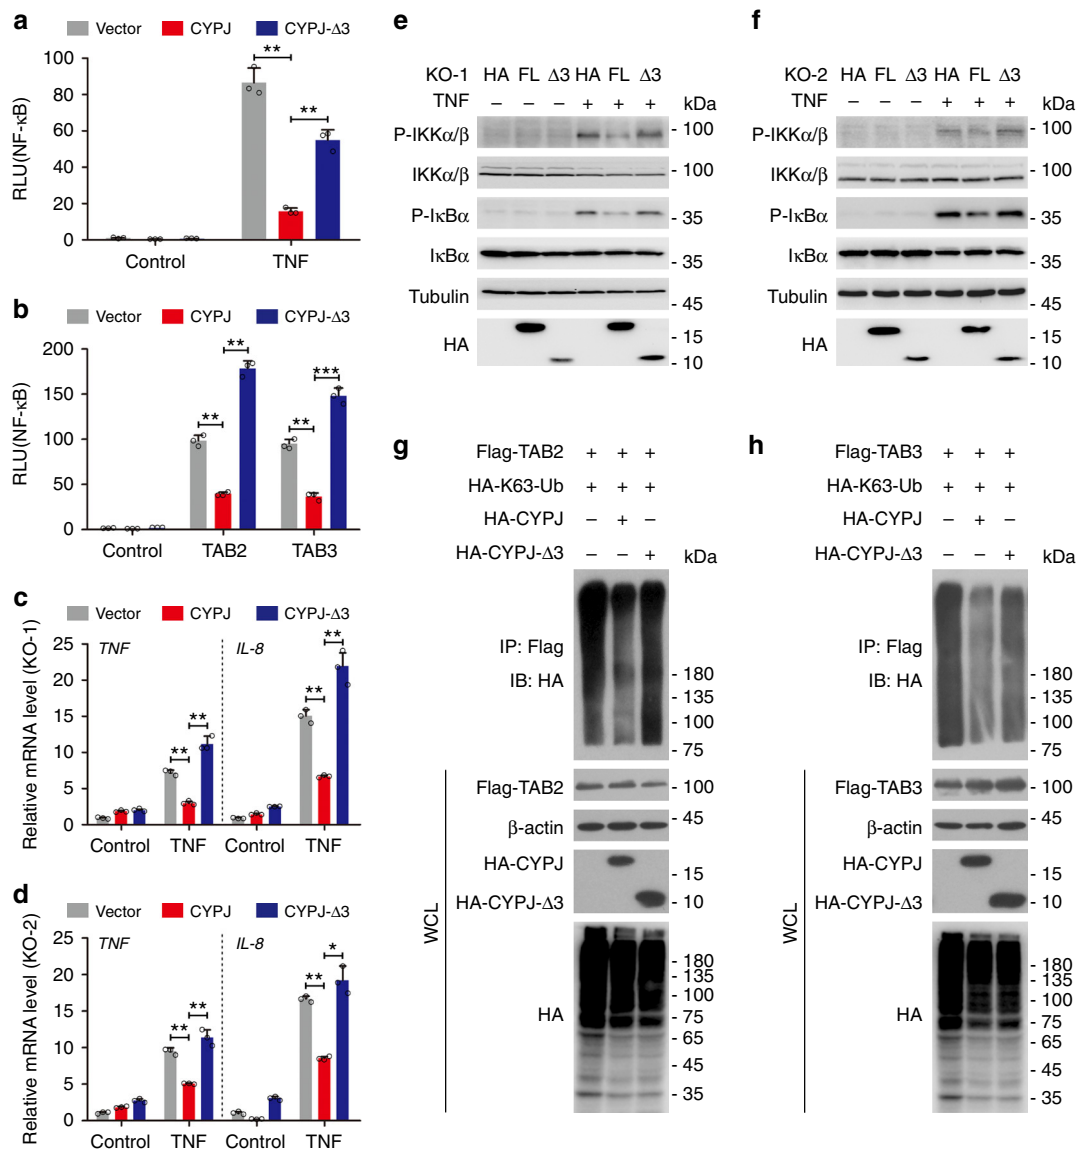 a
Vector CYPJ CYPJ-Δ3
RLU(NF-κB)
100
80
60
40
20
0
** **
Control TNF
b
Vector CYPJ CYPJ-Δ3
RLU(NF-κB)
200
150
100
50
0
** ** ** ***
Control TAB2 TAB3
c
Vector CYPJ CYPJ-Δ3
Relative mRNA level (KO-1)
25
20
15
10
5
0
TNF IL-8
** ** ** **
Control TNF Control TNF
d
Vector CYPJ CYPJ-Δ3
Relative mRNA level (KO-2)
25
20
15
10
5
0
TNF IL-8
** ** ** *
Control TNF Control TNF
e
KO-1 HA FL Δ3 HA FL Δ3
TNF – – – + + + kDa
P-IKKα/β - 100
IKKα/β - 100
P-IκBα - 35
IκBα - 35
Tubulin - 45
HA - 15
- 10
f
KO-2 HA FL Δ3 HA FL Δ3
TNF – – – + + + kDa
P-IKKα/β - 100
IKKα/β - 100
P-IκBα - 35
IκBα - 35
Tubulin - 45
HA - 15
- 10
g
Flag-TAB2 + + +
HA-K63-Ub + + +
HA-CYPJ – + –
HA-CYPJ-Δ3 – – + kDa
IP: Flag
IB: HA
- 180
- 135
- 100
- 75
WCL
Flag-TAB2 - 100
β-actin - 45
HA-CYPJ - 15
HA-CYPJ-Δ3 - 10
HA
- 180
- 135
- 100
- 75
- 65
- 45
- 35
h
Flag-TAB3 + + +
HA-K63-Ub + + +
HA-CYPJ – + –
HA-CYPJ-Δ3 – – + kDa
IP: Flag
IB: HA
- 180
- 135
- 100
- 75
WCL
Flag-TAB3 - 100
β-actin - 45
HA-CYPJ - 15
HA-CYPJ-Δ3 - 10
HA
- 180
- 135
- 100
- 75
- 65
- 45
- 35